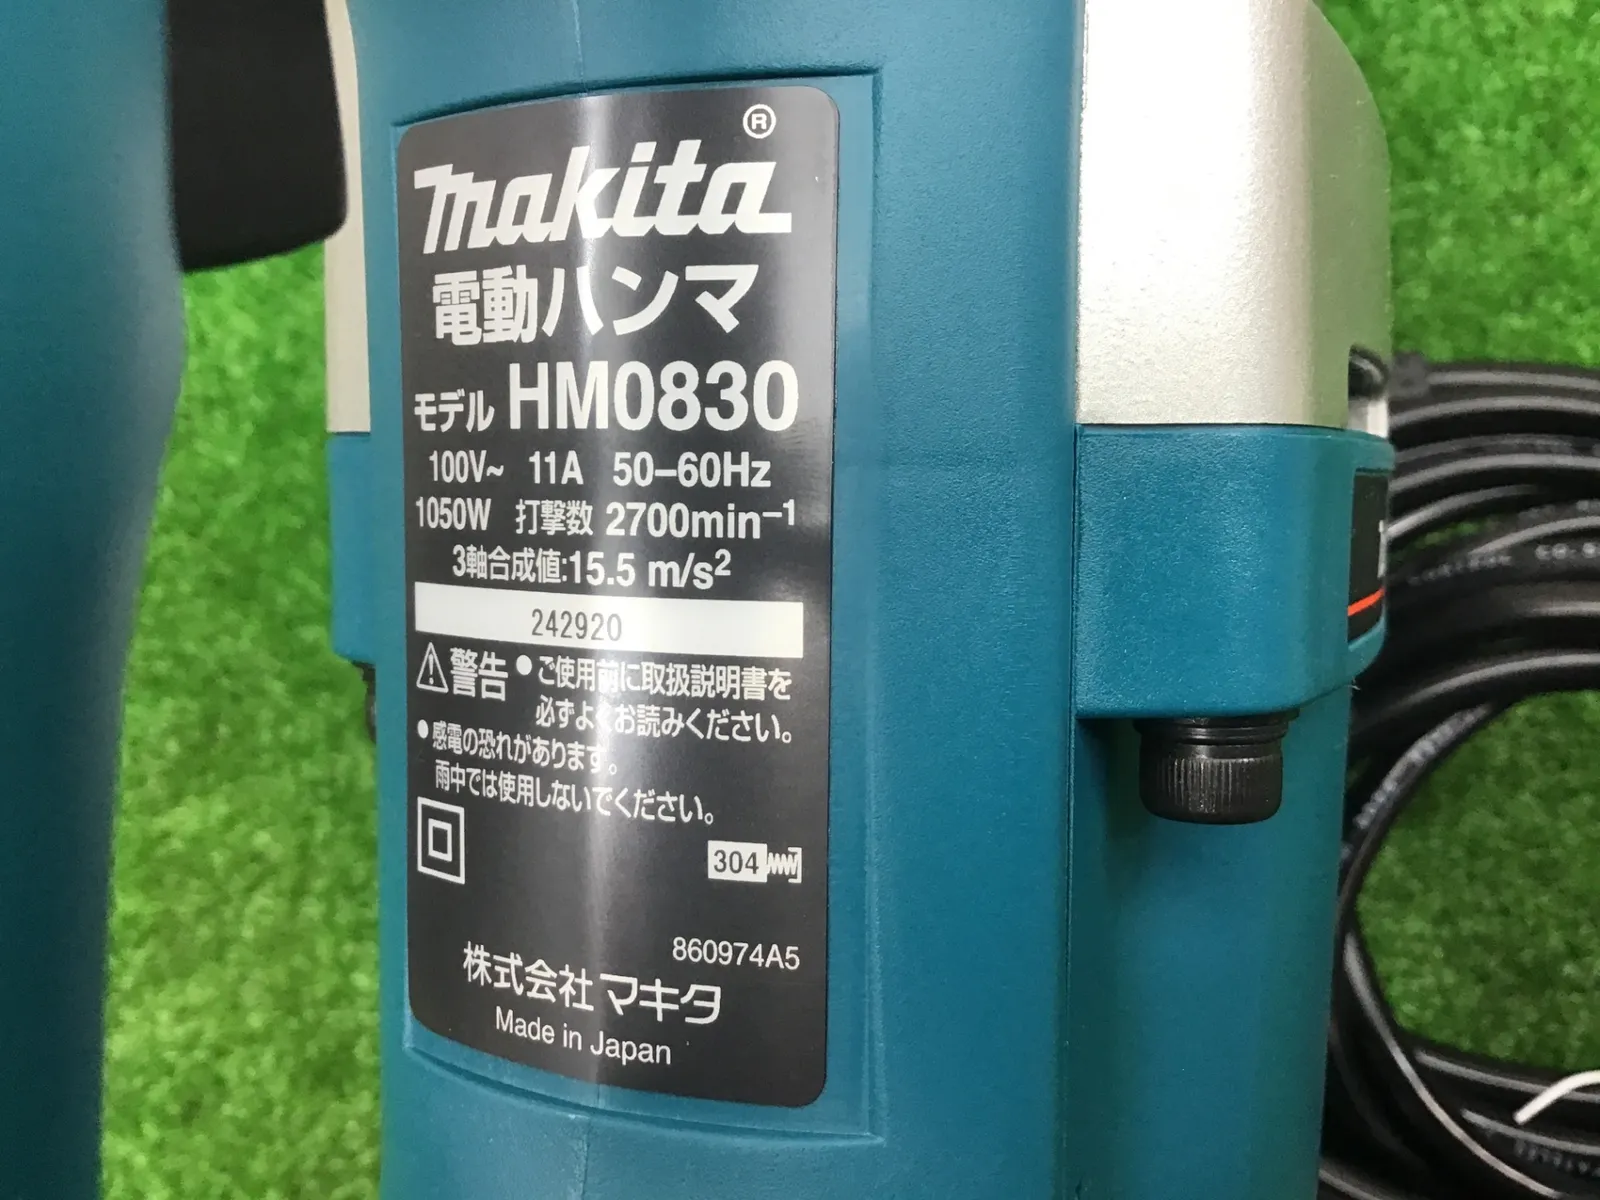 makita®
電動ハンマ
モデル HM0830
100V~ 11A 50-60Hz
1050W 打撃数 2700min⁻¹
3軸合成値:15.5 m/s²
242920
⚠警告 ●ご使用前に取扱説明書を
必ずよくお読みください。
●感電の恐れがあります。
雨中では使用しないでください。
304
860974A5
株式会社マキタ
Made in Japan